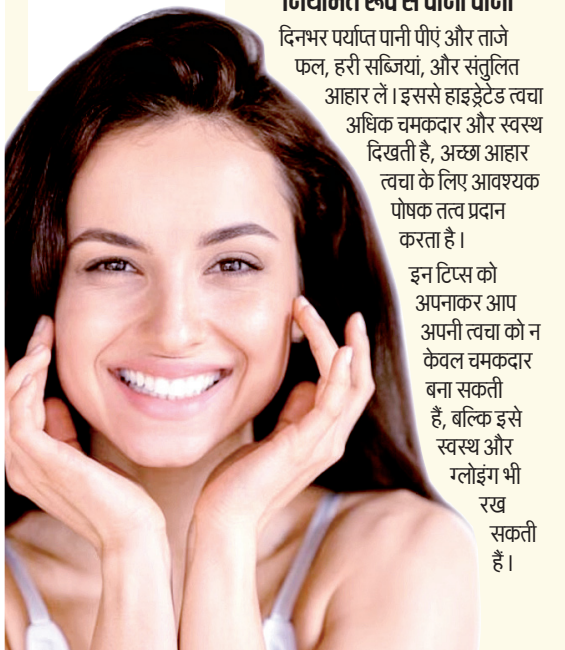 नियमित रूप से पानी पीना
दिनभर पर्याप्त पानी पीएं और ताजे
फल, हरी सब्जियां, और संतुलित
आहार लें। इससे हाइड्रेटेड त्वचा
अधिक चमकदार और स्वस्थ
दिखती है, अच्छा आहार
त्वचा के लिए आवश्यक
पोषक तत्व प्रदान
करता है।
इन टिप्स को
अपनाकर आप
अपनी त्वचा को न
केवल चमकदार
बना सकती
हैं, बल्कि इसे
स्वस्थ और
ग्लोइंग भी
रख
सकती
हैं।